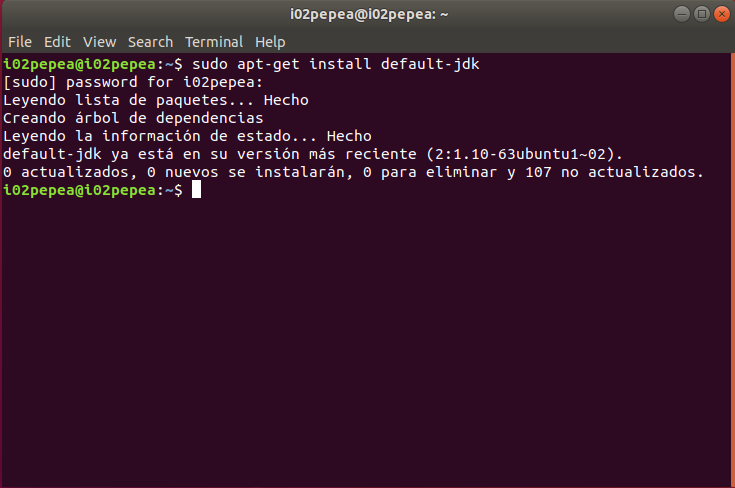 i02pepea@i02pepea: ~
File Edit View Search Terminal Help
i02pepea@i02pepea:~$ sudo apt-get install default-jdk
[sudo] password for i02pepea:
Leyendo lista de paquetes... Hecho
Creando árbol de dependencias
Leyendo la información de estado... Hecho
default-jdk ya está en su versión más reciente (2:1.10-63ubuntu1~02).
0 actualizados, 0 nuevos se instalarán, 0 para eliminar y 107 no actualizados.
i02pepea@i02pepea:~$